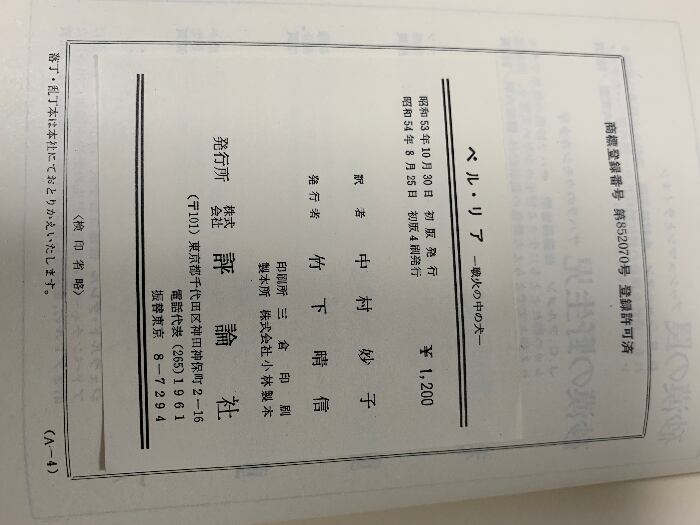 商標登録番号 第852070号 登録許可済
ベル・リア ―戦火の中の犬―
昭和53年10月30日 初版発行
昭和54年8月25日 初版4刷発行
¥1,200
訳者 中村妙子
発行者 竹下晴信
印刷所 三倉印刷
製本所 株式会社小林製本
発行所 株式会社 評論社
(〒101)東京都千代田区神田神保町2-16
電話代表(265)1961
振替東京 8-7294
〈検印省略〉
落丁・乱丁本は本社にておとりかえいたします。
(A-4)